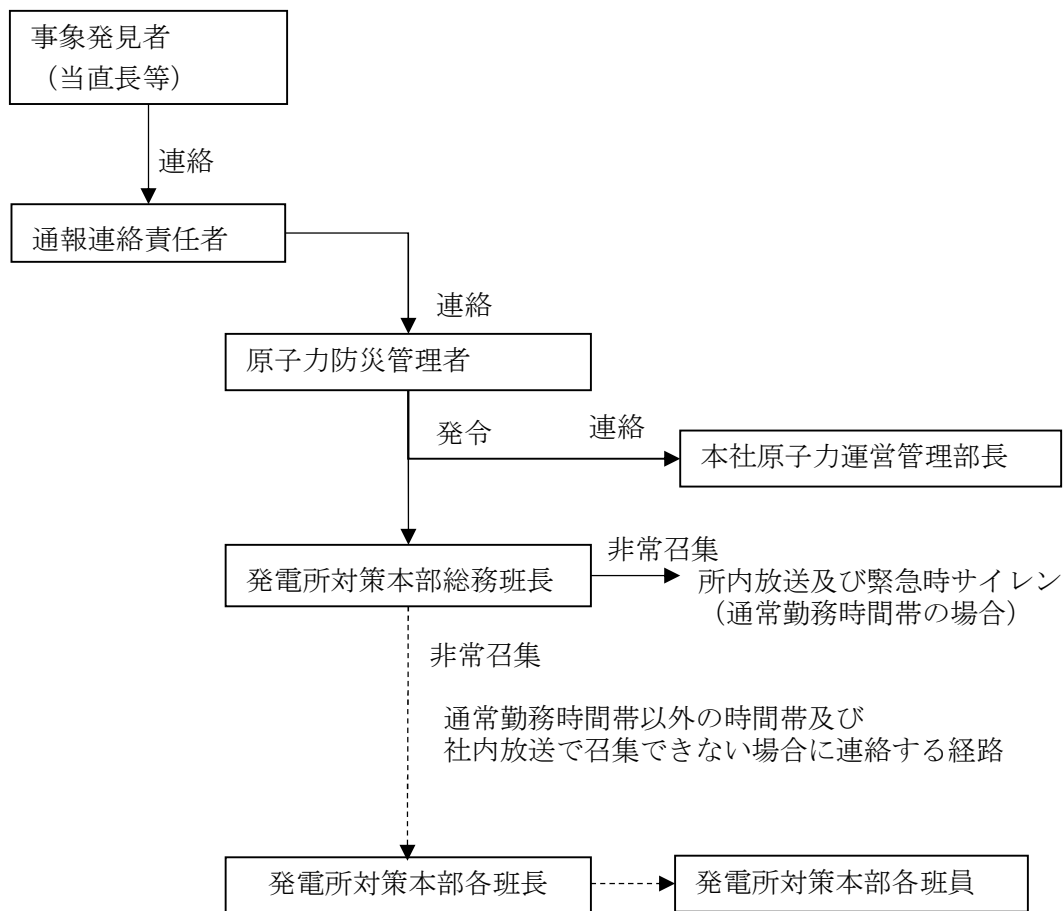 事象発見者
（当直長等）
連絡
通報連絡責任者
連絡
原子力防災管理者
発令
連絡
本社原子力運営管理部長
発電所対策本部総務班長
非常召集
所内放送及び緊急時サイレン
（通常勤務時間帯の場合）
非常召集
通常勤務時間帯以外の時間帯及び
社内放送で召集できない場合に連絡する経路
発電所対策本部各班長
発電所対策本部各班員